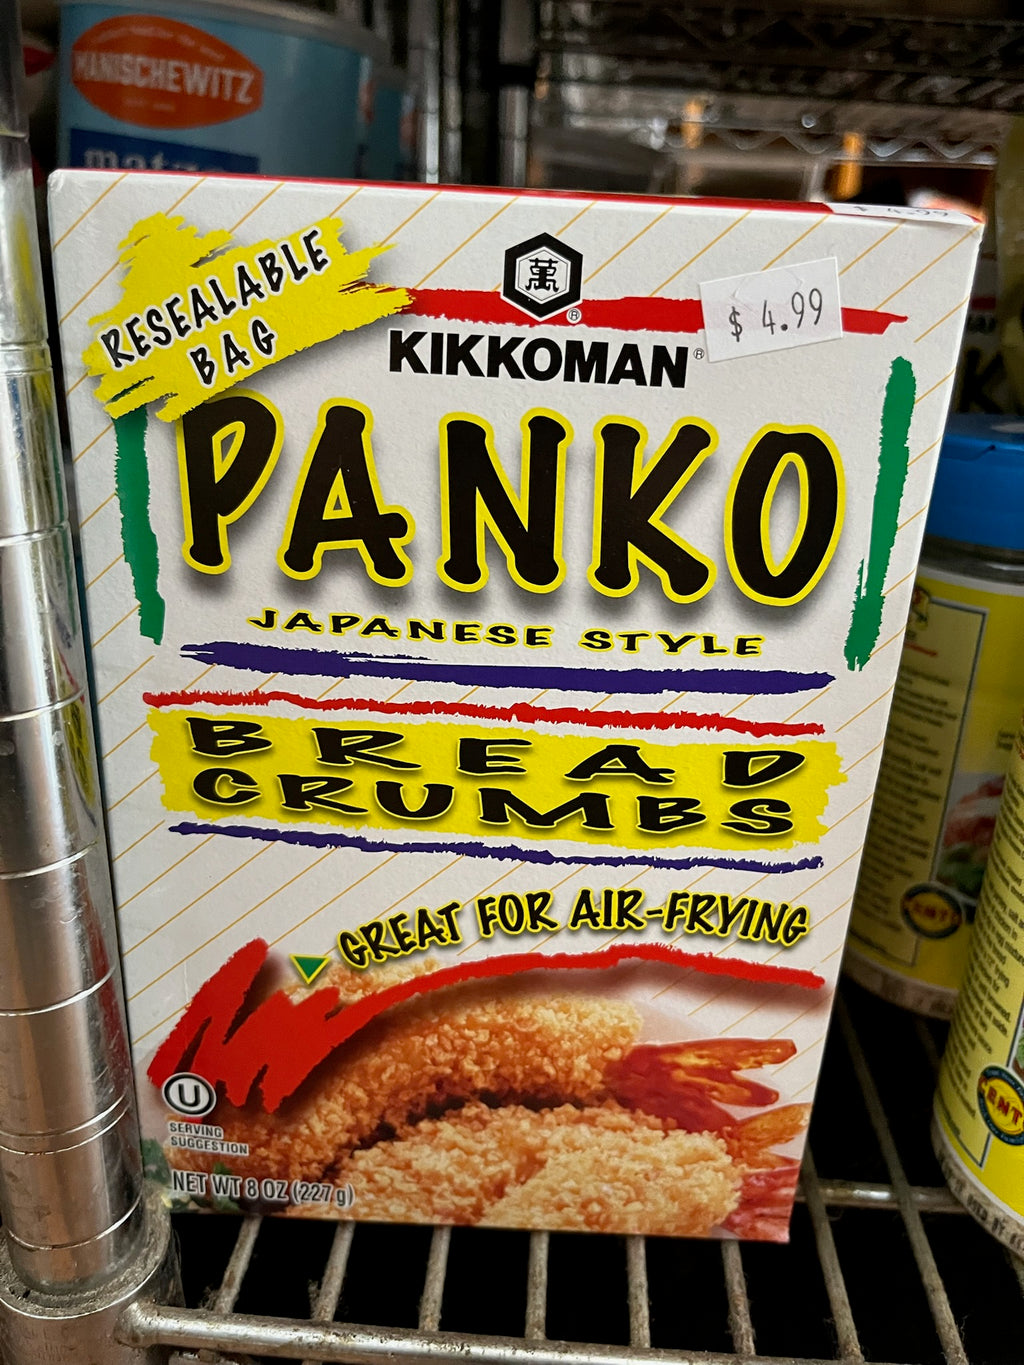 MANISCHEWITZ
RESEALABLE
BAG
萬
®
KIKKOMAN®
$ 4.99
PANKO
JAPANESE STYLE
BREAD
CRUMBS
GREAT FOR AIR-FRYING
U
SERVING
SUGGESTION
NET WT 8 OZ (227 g)